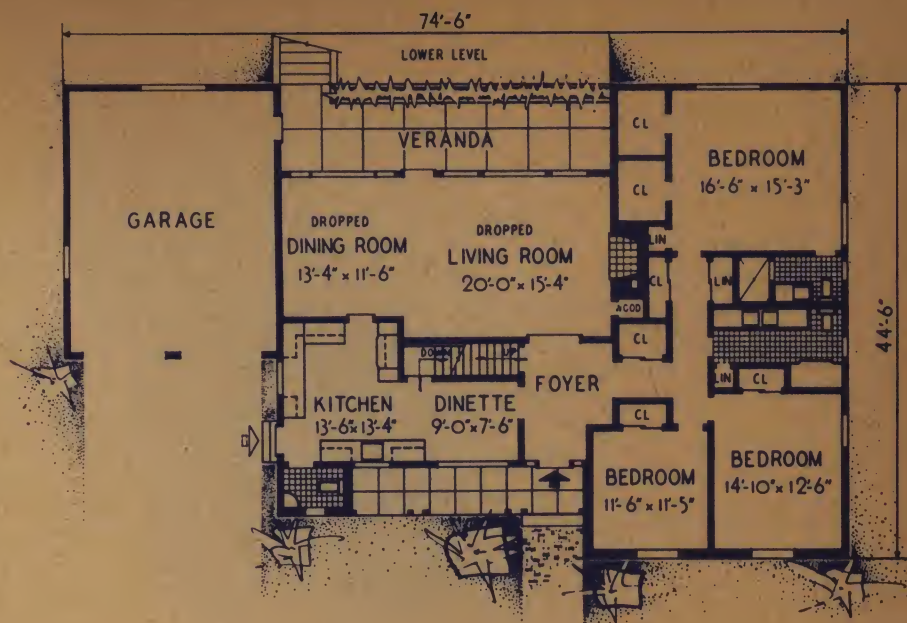 74'-6"
LOWER LEVEL
VERANDA
CL
BEDROOM
16'-6" x 15'-3"
CL
GARAGE
DROPPED
DINING ROOM
13'-4" x 11'-6"
DROPPED
LIVING ROOM
20'-0" x 15'-4"
LIN
CL
LIN
WOOD
44'-6"
CL
DOWN
UP
FOYER
LIN
CL
KITCHEN
13'-6" x 13'-4"
DINETTE
9'-0" x 7'-6"
CL
BEDROOM
11'-6" x 11'-5"
BEDROOM
14'-10" x 12'-6"